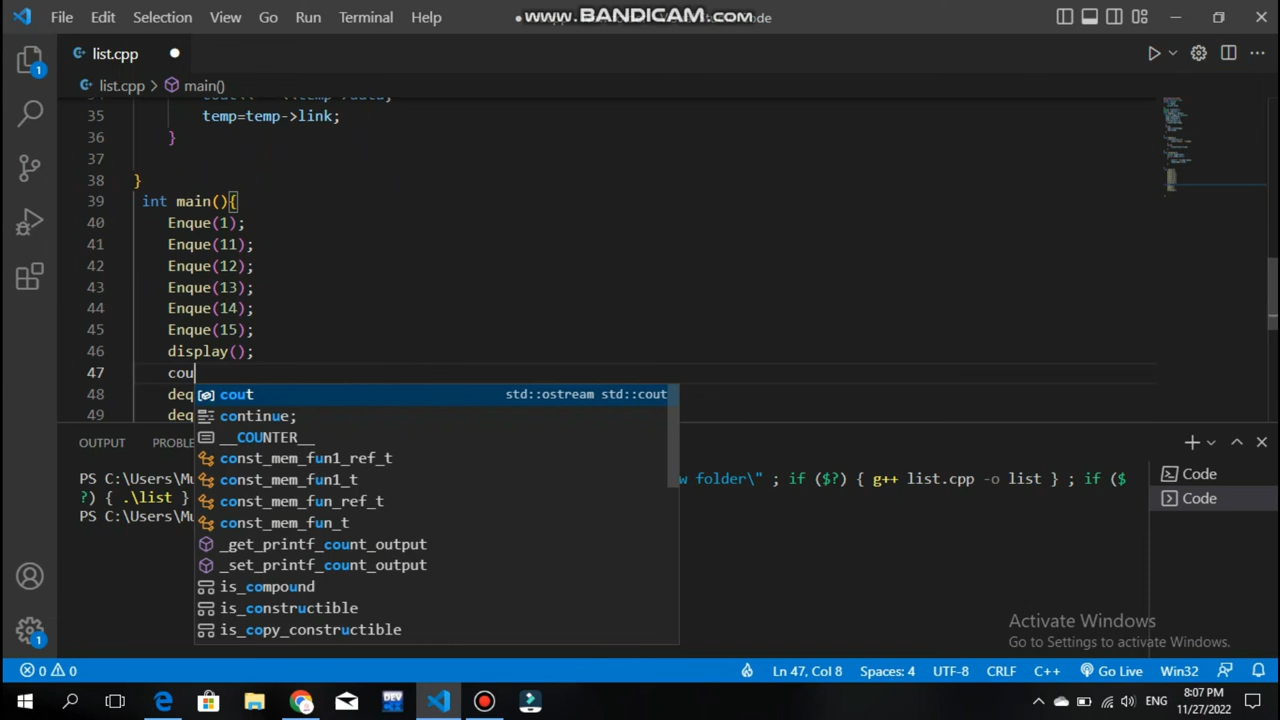 File Edit Selection View Go Run Terminal Help
www.BANDICAM.com
list.cpp
list.cpp > main()
35 temp=temp->link;
36 }
37
38 }
39 int main(){
40 Enque(1);
41 Enque(11);
42 Enque(12);
43 Enque(13);
44 Enque(14);
45 Enque(15);
46 display();
47 cou
48 deq
49 deq
cout std::ostream std::cout
continue;
__COUNTER__
const_mem_fun1_ref_t
const_mem_fun1_t
const_mem_fun_ref_t
const_mem_fun_t
_get_printf_count_output
_set_printf_count_output
is_compound
is_constructible
is_copy_constructible
OUTPUT PROBLE
PS C:\Users\Mu w folder\" ; if ($?) { g++ list.cpp -o list } ; if ($
?) { .\list }
PS C:\Users\Mu
Code
Code
Activate Windows
Go to Settings to activate Windows.
0 0 Ln 47, Col 8 Spaces: 4 UTF-8 CRLF C++ Go Live Win32
ENG
8:07 PM
11/27/2022